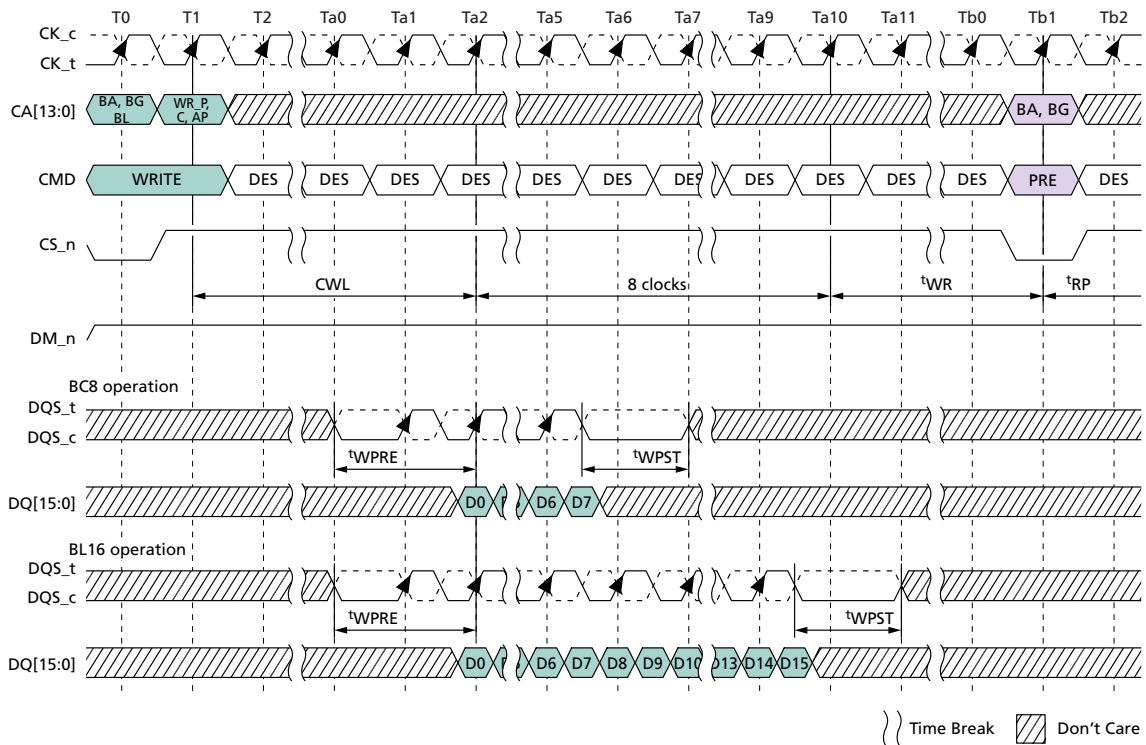 T0 T1 T2 Ta0 Ta1 Ta2 Ta5 Ta6 Ta7 Ta9 Ta10 Ta11 Tb0 Tb1 Tb2
CK_c
CK_t
CA[13:0] BA, BG BL WR_P, C, AP BA, BG
CMD WRITE DES DES DES DES DES DES DES DES DES DES DES PRE DES
CS_n
CWL 8 clocks tWR tRP
DM_n
BC8 operation
DQS_t
DQS_c
tWPRE tWPST
DQ[15:0] D0 D6 D7
BL16 operation
DQS_t
DQS_c
tWPRE tWPST
DQ[15:0] D0 D6 D7 D8 D9 D10 D13 D14 D15
Time Break Don't Care